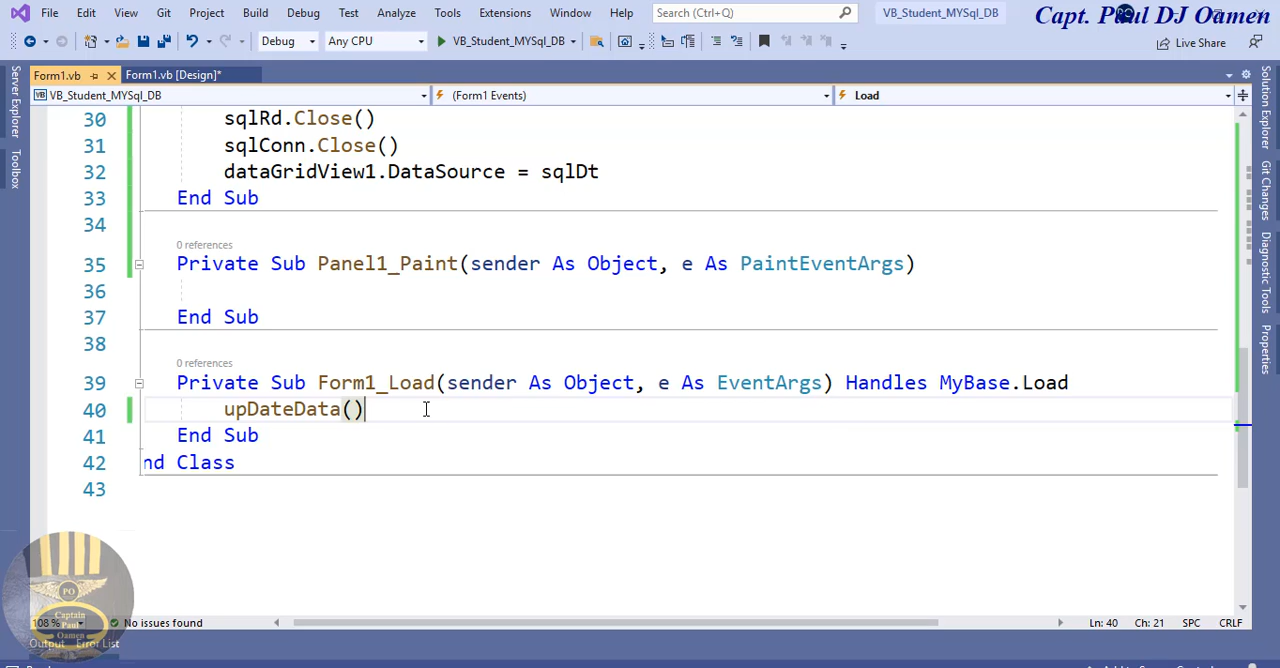 File Edit View Git Project Build Debug Test Analyze Tools Extensions Window Help Search (Ctrl+Q) VB_Student_MYSql_DB
Capt. Paul DJ Oamen
Debug Any CPU VB_Student_MYSql_DB Live Share
Form1.vb Form1.vb [Design]*
VB_Student_MYSql_DB (Form1 Events) Load
Server Explorer
Toolbox
30 sqlRd.Close()
31 sqlConn.Close()
32 dataGridView1.DataSource = sqlDt
33 End Sub
34
0 references
35 Private Sub Panel1_Paint(sender As Object, e As PaintEventArgs)
36
37 End Sub
38
0 references
39 Private Sub Form1_Load(sender As Object, e As EventArgs) Handles MyBase.Load
40 upDateData()
41 End Sub
42 nd Class
43
Solution Explorer
Git Changes
Diagnostic Tools
Properties
PO
Captain
Paul
Oamen
108 % No issues found Ln: 40 Ch: 21 SPC CRLF
Output Error List